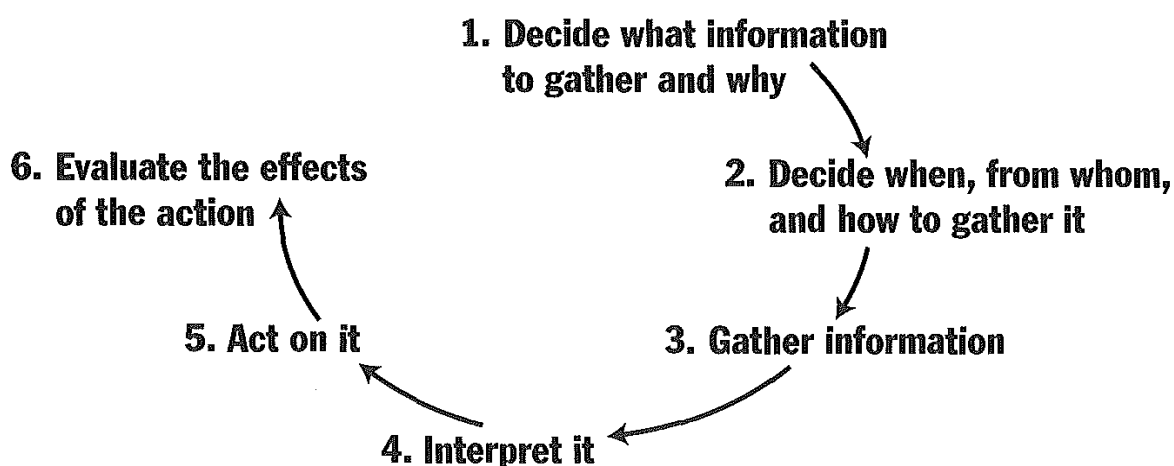 1. Decide what information
to gather and why
2. Decide when, from whom,
and how to gather it
3. Gather information
4. Interpret it
5. Act on it
6. Evaluate the effects
of the action